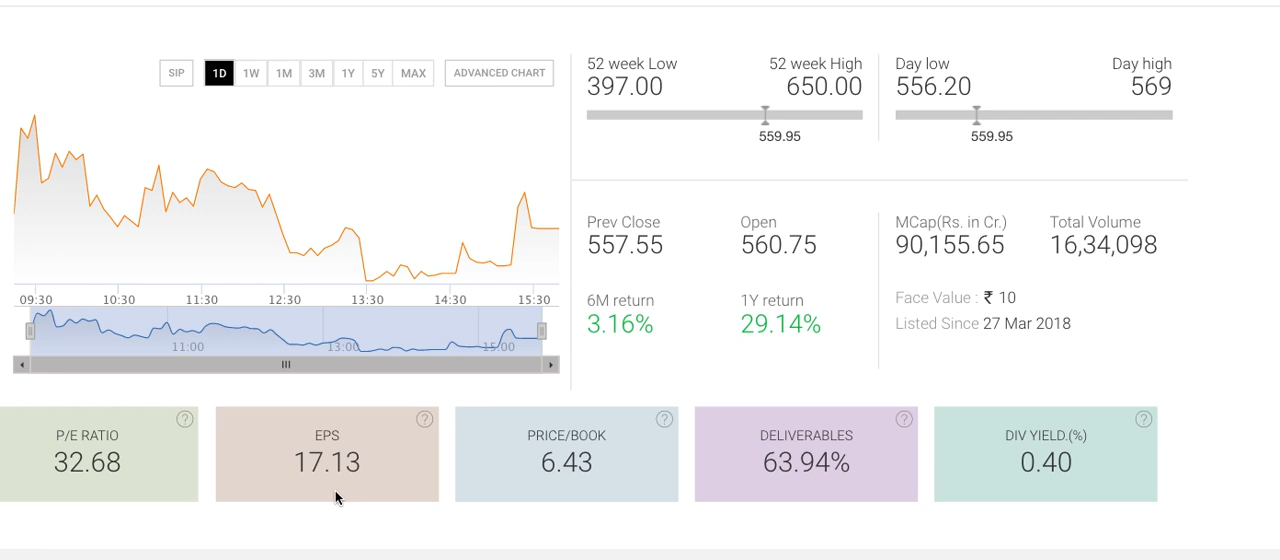 SIP 1D 1W 1M 3M 1Y 5Y MAX ADVANCED CHART
09:30 10:30 11:30 12:30 13:30 14:30 15:30
11:00 13:00 15:00
52 week Low 52 week High
397.00 650.00
559.95
Day low Day high
556.20 569
559.95
Prev Close Open
557.55 560.75
6M return 1Y return
3.16% 29.14%
MCap(Rs. in Cr.) Total Volume
90,155.65 16,34,098
Face Value : ₹ 10
Listed Since 27 Mar 2018
P/E RATIO
32.68
EPS
17.13
PRICE/BOOK
6.43
DELIVERABLES
63.94%
DIV YIELD.(%)
0.40